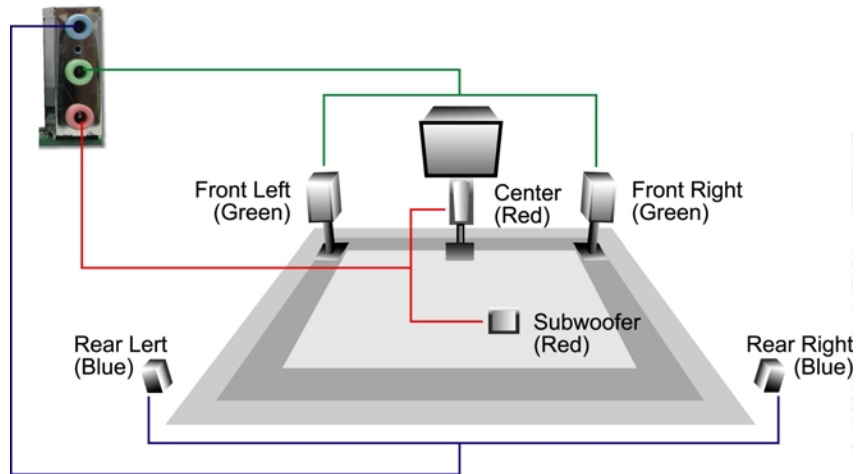 Front Left
(Green)
Center
(Red)
Front Right
(Green)
Subwoofer
(Red)
Rear Lert
(Blue)
Rear Right
(Blue)